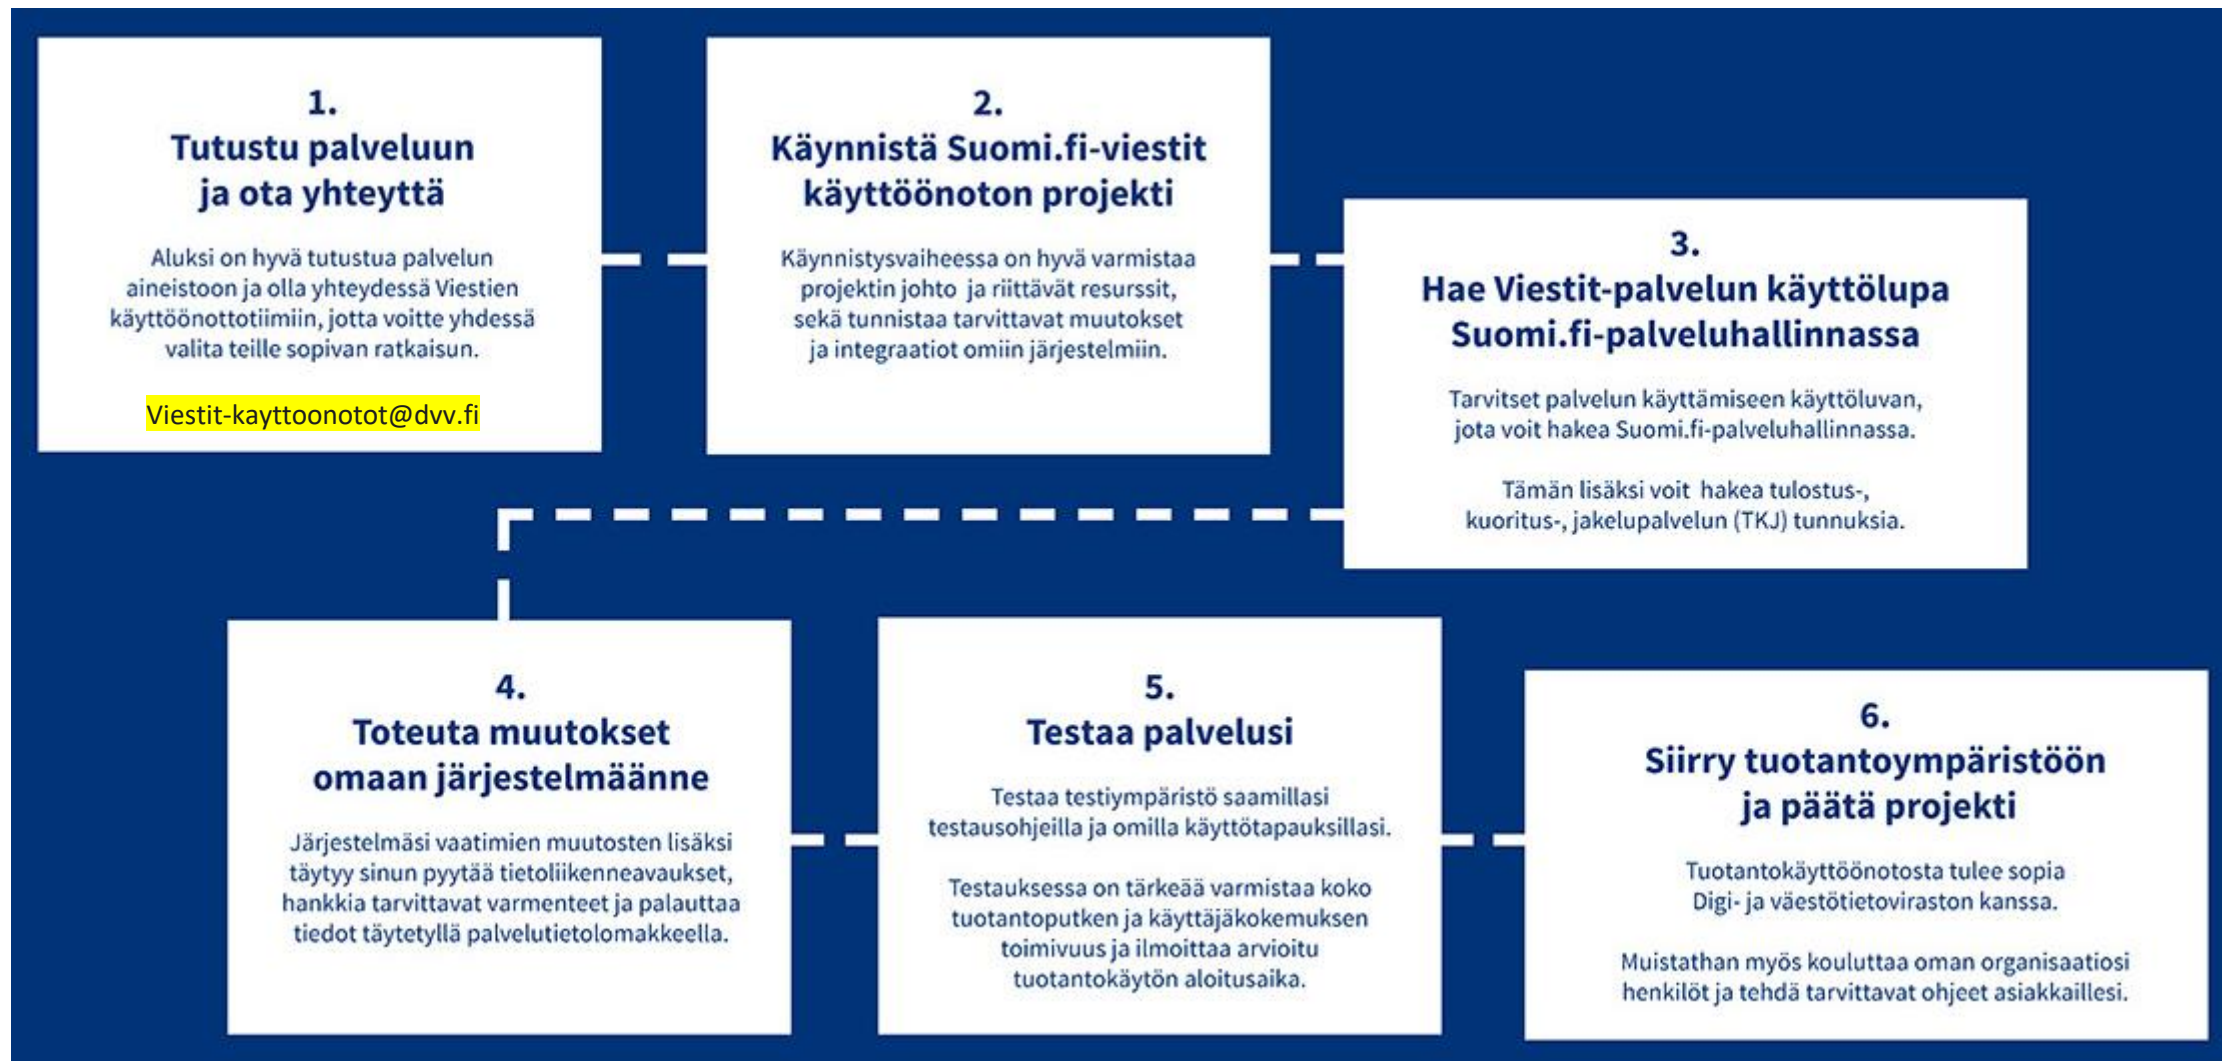 1.
Tutustu palveluun
ja ota yhteyttä
Aluksi on hyvä tutustua palvelun
aineistoon ja olla yhteydessä Viestien
käyttöönottotiimiin, jotta voitte yhdessä
valita teille sopivan ratkaisun.
Viestit-kayttoonotot@dvv.fi
2.
Käynnistä Suomi.fi-viestit
käyttöönoton projekti
Käynnistysvaiheessa on hyvä varmistaa
projektin johto ja riittävät resurssit,
sekä tunnistaa tarvittavat muutokset
ja integraatiot omiin järjestelmiin.
3.
Hae Viestit-palvelun käyttölupa
Suomi.fi-palveluhallinnassa
Tarvitset palvelun käyttämiseen käyttöluvan,
jota voit hakea Suomi.fi-palveluhallinnassa.
Tämän lisäksi voit hakea tulostus-,
kuoritus-, jakelupalvelun (TKJ) tunnuksia.
4.
Toteuta muutokset
omaan järjestelmäänne
Järjestelmäsi vaatimien muutosten lisäksi
täytyy sinun pyytää tietoliikenneavaukset,
hankkia tarvittavat varmenteet ja palauttaa
tiedot täytetyllä palvelutietolomakkeella.
5.
Testaa palvelusi
Testaa testiympäristö saamillasi
testausohjeilla ja omilla käyttötapauksillasi.
Testauksessa on tärkeää varmistaa koko
tuotantoputken ja käyttäjäkokemuksen
toimivuus ja ilmoittaa arvioitu
tuotantokäytön aloitusaika.
6.
Siirry tuotantoympäristöön
ja päätä projekti
Tuotantokäyttöönotosta tulee sopia
Digi- ja väestötietoviraston kanssa.
Muistathan myös kouluttaa oman organisaatiosi
henkilöt ja tehdä tarvittavat ohjeet asiakkaillesi.